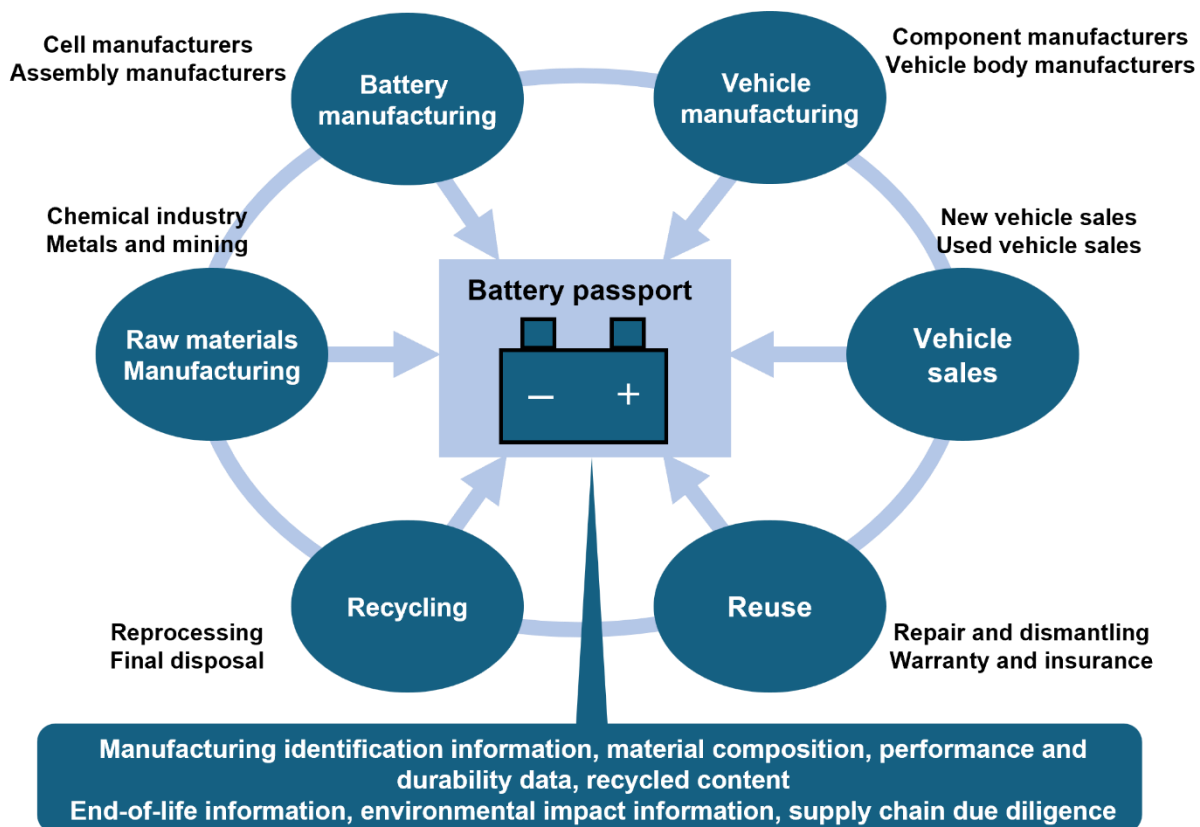 Cell manufacturers
Assembly manufacturers
Battery
manufacturing
Vehicle
manufacturing
Component manufacturers
Vehicle body manufacturers
Chemical industry
Metals and mining
New vehicle sales
Used vehicle sales
Raw materials
Manufacturing
Battery passport
– +
Vehicle
sales
Recycling
Reuse
Reprocessing
Final disposal
Repair and dismantling
Warranty and insurance
Manufacturing identification information, material composition, performance and
durability data, recycled content
End-of-life information, environmental impact information, supply chain due diligence